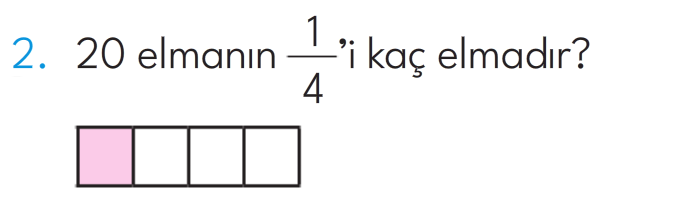 2. 20 elmanın 1/4’i kaç elmadır?